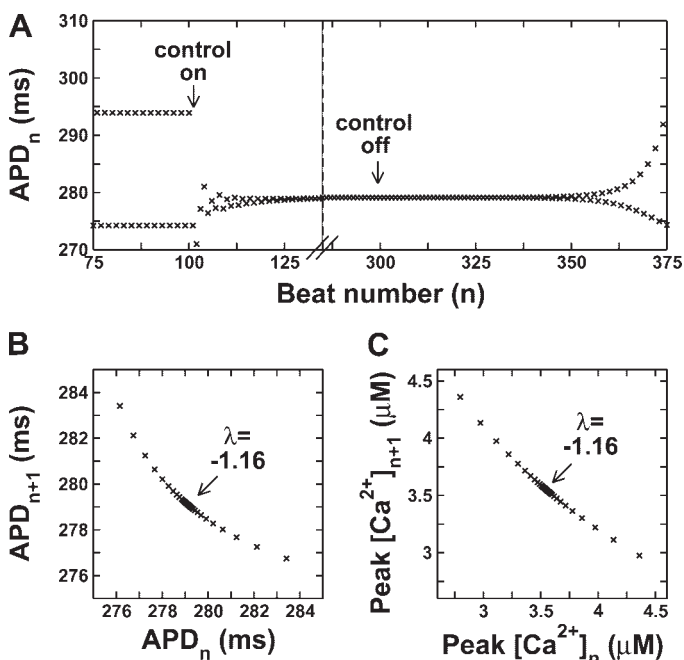 A
310
300
290
280
270
APDₙ (ms)
control
on
control
off
75
100
125
300
325
350
375
Beat number (n)
B
284
282
280
278
276
APDₙ₊₁ (ms)
λ=
-1.16
276
278
280
282
284
APDₙ (ms)
C
4.5
4
3.5
3
Peak [Ca²⁺]ₙ₊₁ (μM)
λ=
-1.16
3
3.5
4
4.5
Peak [Ca²⁺]ₙ (μM)